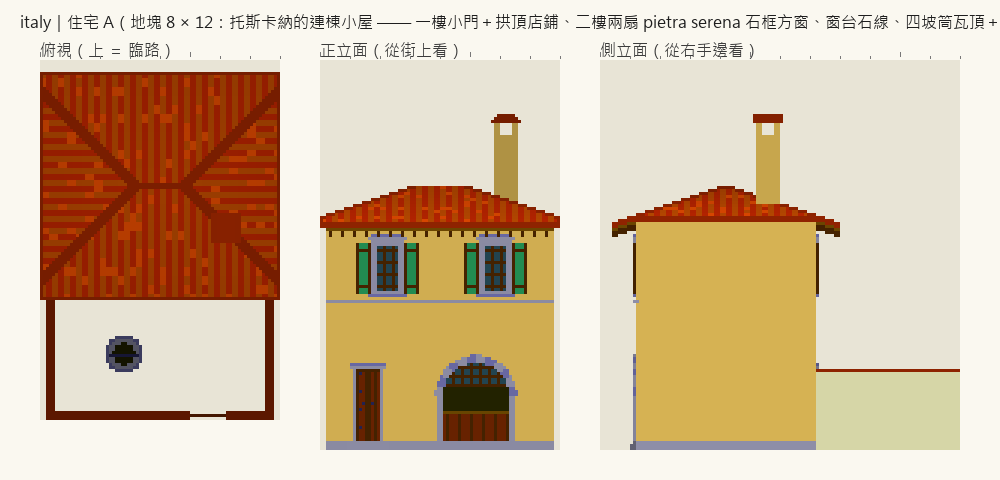 italy | 住宅 A ( 地塊 8 × 12：托斯卡納的連棟小屋 —— 一樓小門 + 拱頂店鋪、二樓兩扇 pietra serena 石框方窗、窗台石線、四坡筒瓦頂 +
俯視 ( 上 = 臨路 )
正立面 ( 從街上看 )
側立面 ( 從右手邊看 )